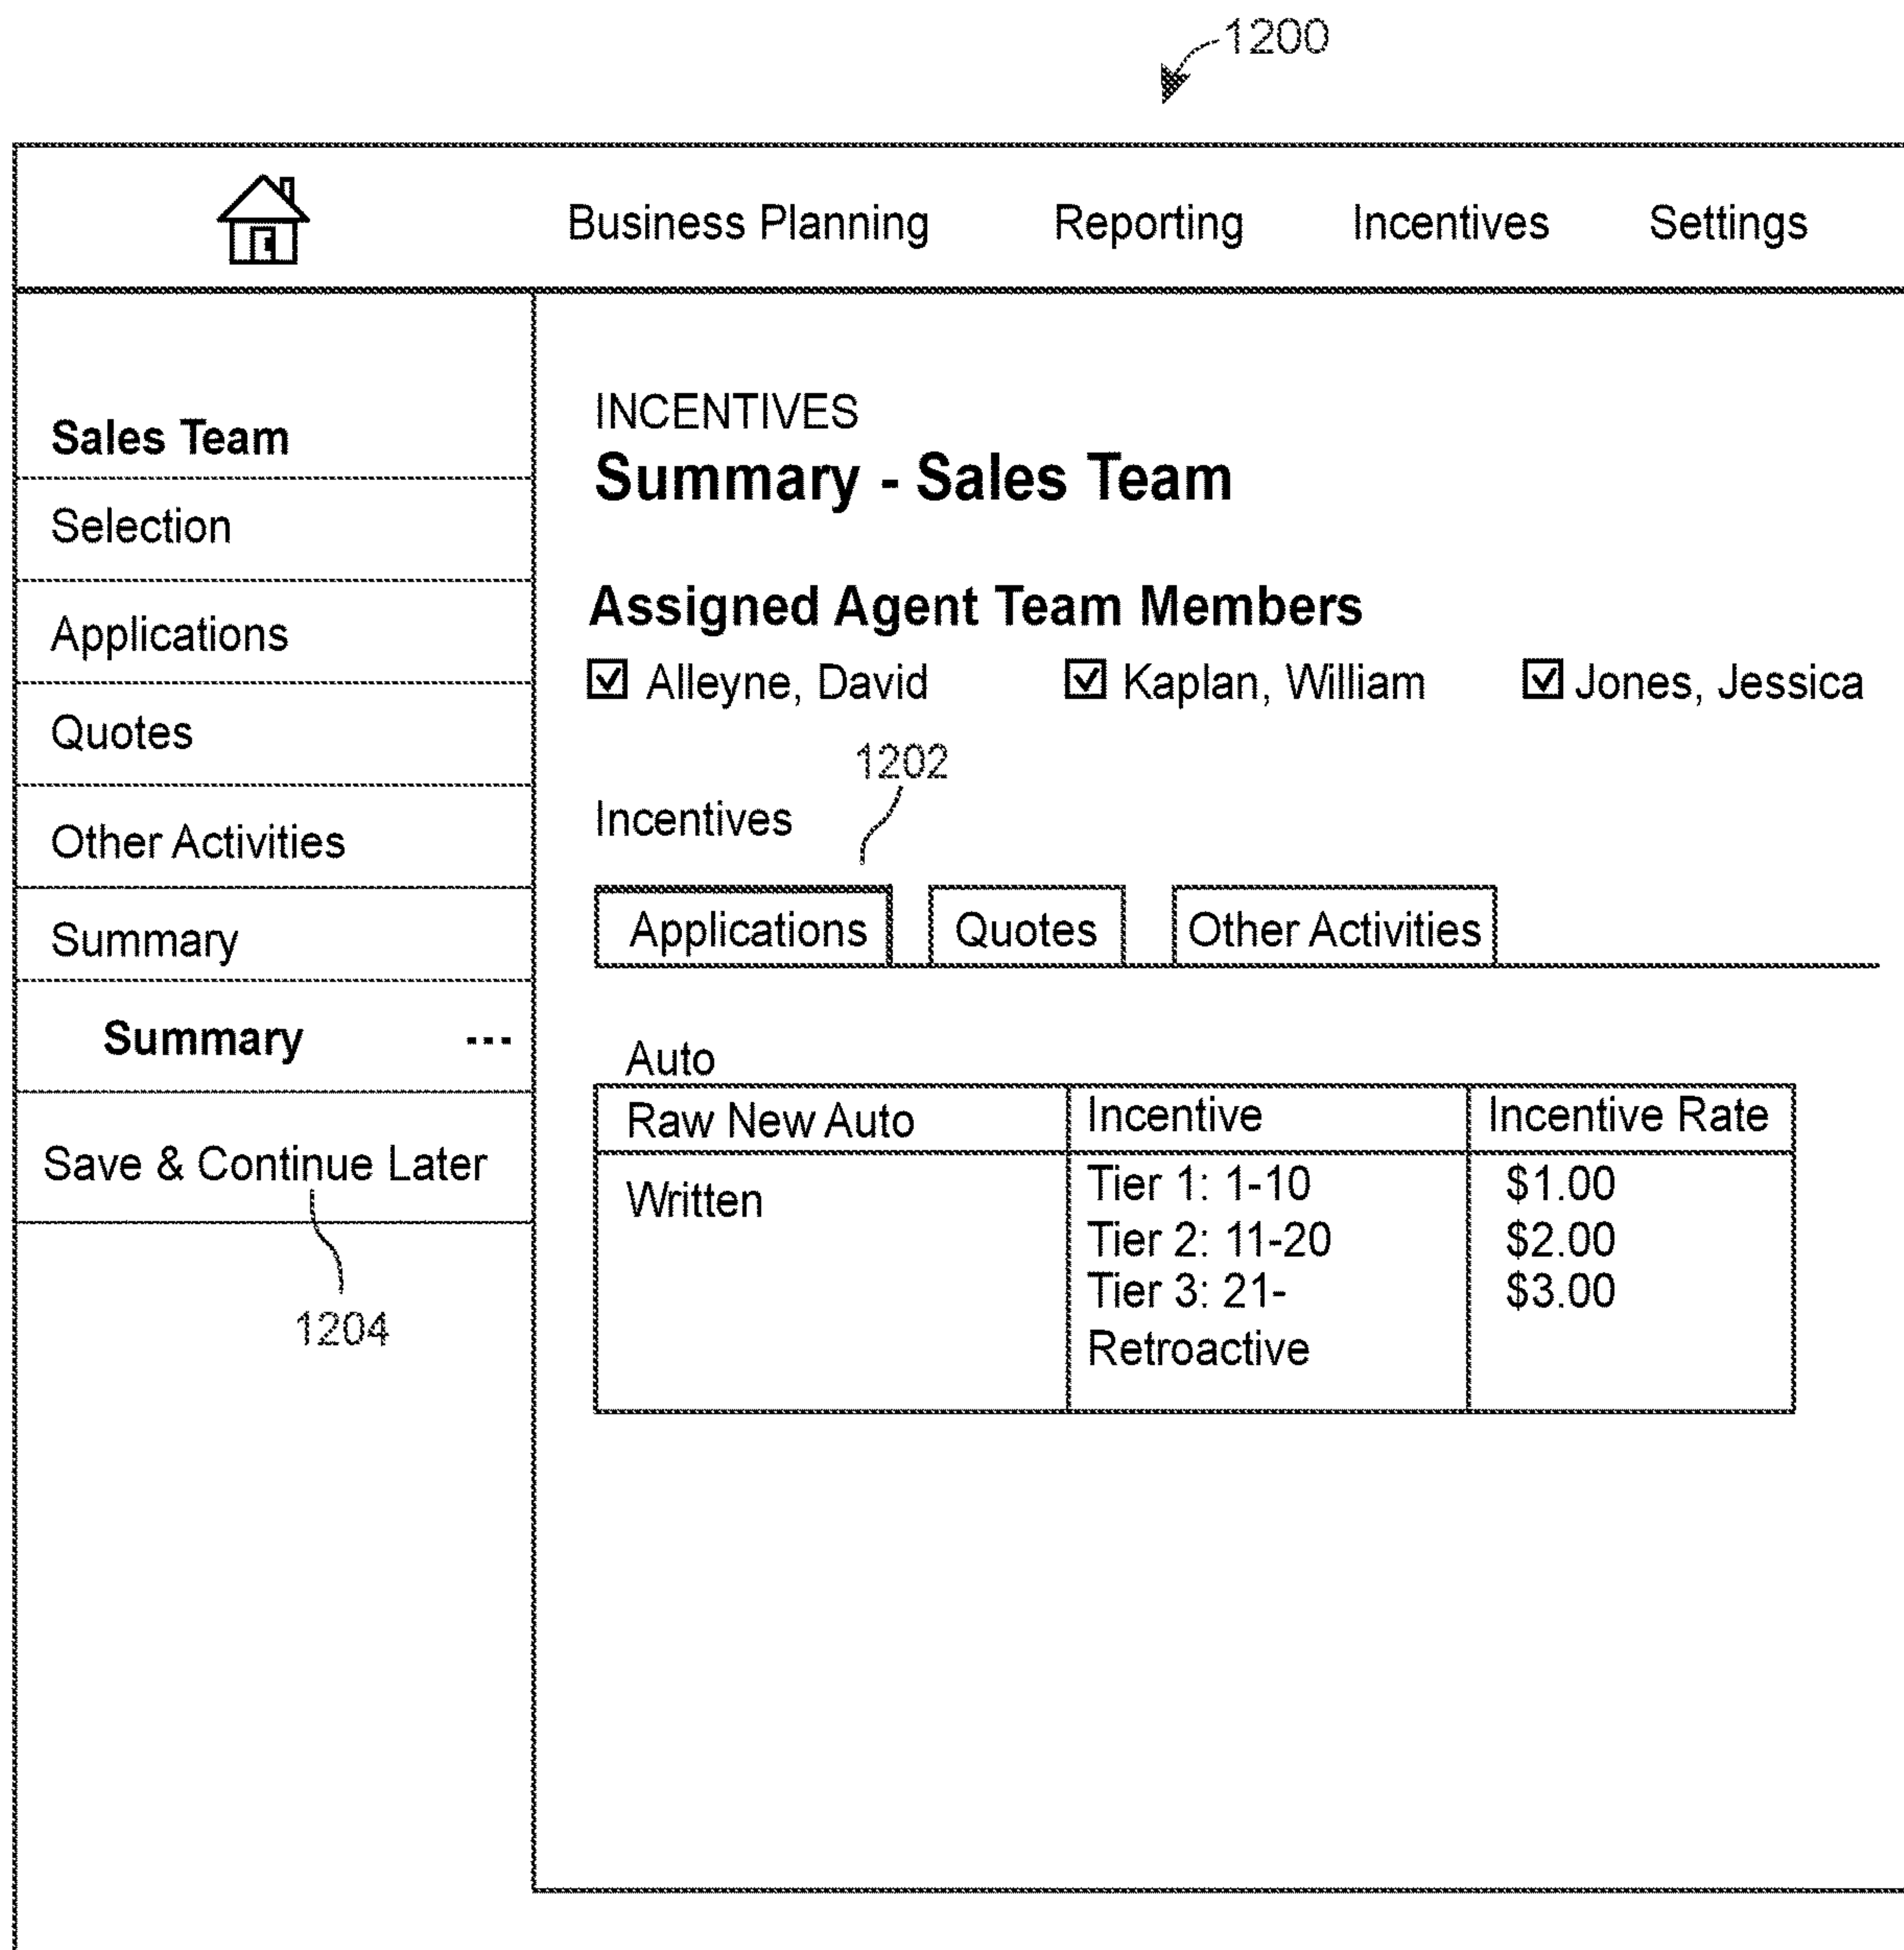 1200
Business Planning Reporting Incentives Settings
Sales Team
Selection
Applications
Quotes
Other Activities
Summary
Summary ---
Save & Continue Later
1204
INCENTIVES
Summary - Sales Team
Assigned Agent Team Members
Alleyne, David Kaplan, William Jones, Jessica
1202
Incentives
Applications Quotes Other Activities
Auto
Raw New Auto Incentive Incentive Rate
Written Tier 1: 1-10 $1.00
Tier 2: 11-20 $2.00
Tier 3: 21- $3.00
Retroactive